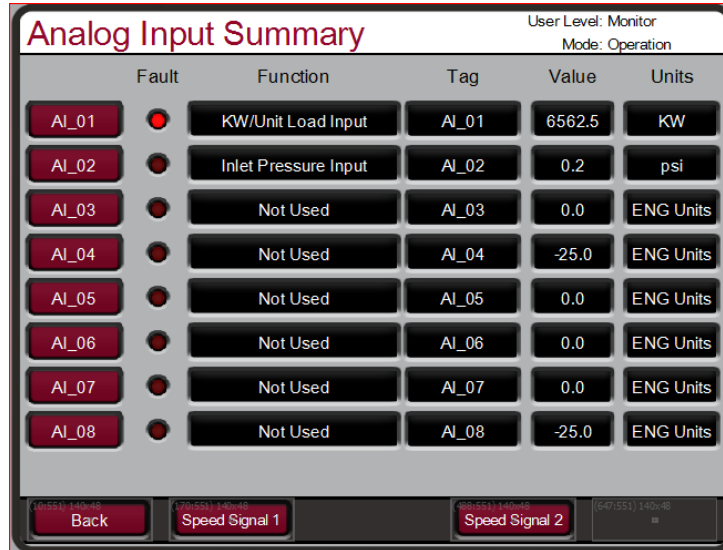 Analog Input Summary
User Level: Monitor
Mode: Operation
Fault Function Tag Value Units
AI_01 KW/Unit Load Input AI_01 6562.5 KW
AI_02 Inlet Pressure Input AI_02 0.2 psi
AI_03 Not Used AI_03 0.0 ENG Units
AI_04 Not Used AI_04 -25.0 ENG Units
AI_05 Not Used AI_05 0.0 ENG Units
AI_06 Not Used AI_06 0.0 ENG Units
AI_07 Not Used AI_07 0.0 ENG Units
AI_08 Not Used AI_08 -25.0 ENG Units
(10:551) 140x48 (170:551) 140x48 (488:551) 140x48 (647:551) 140x48
Back Speed Signal 1 Speed Signal 2